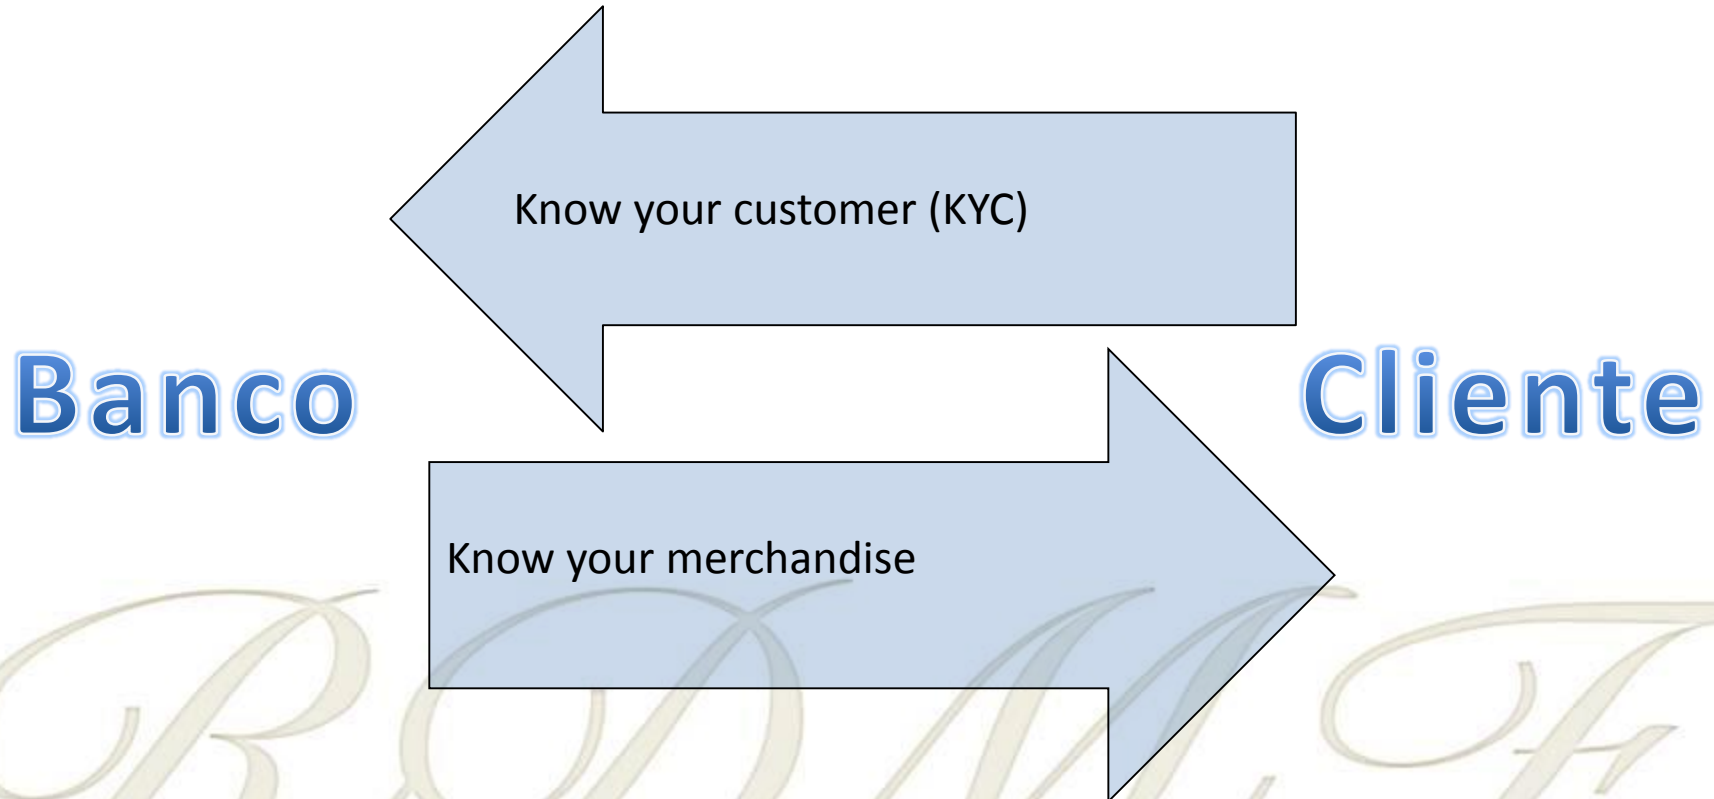 Know your customer (KYC)
Banco
Cliente
Know your merchandise
R D M F